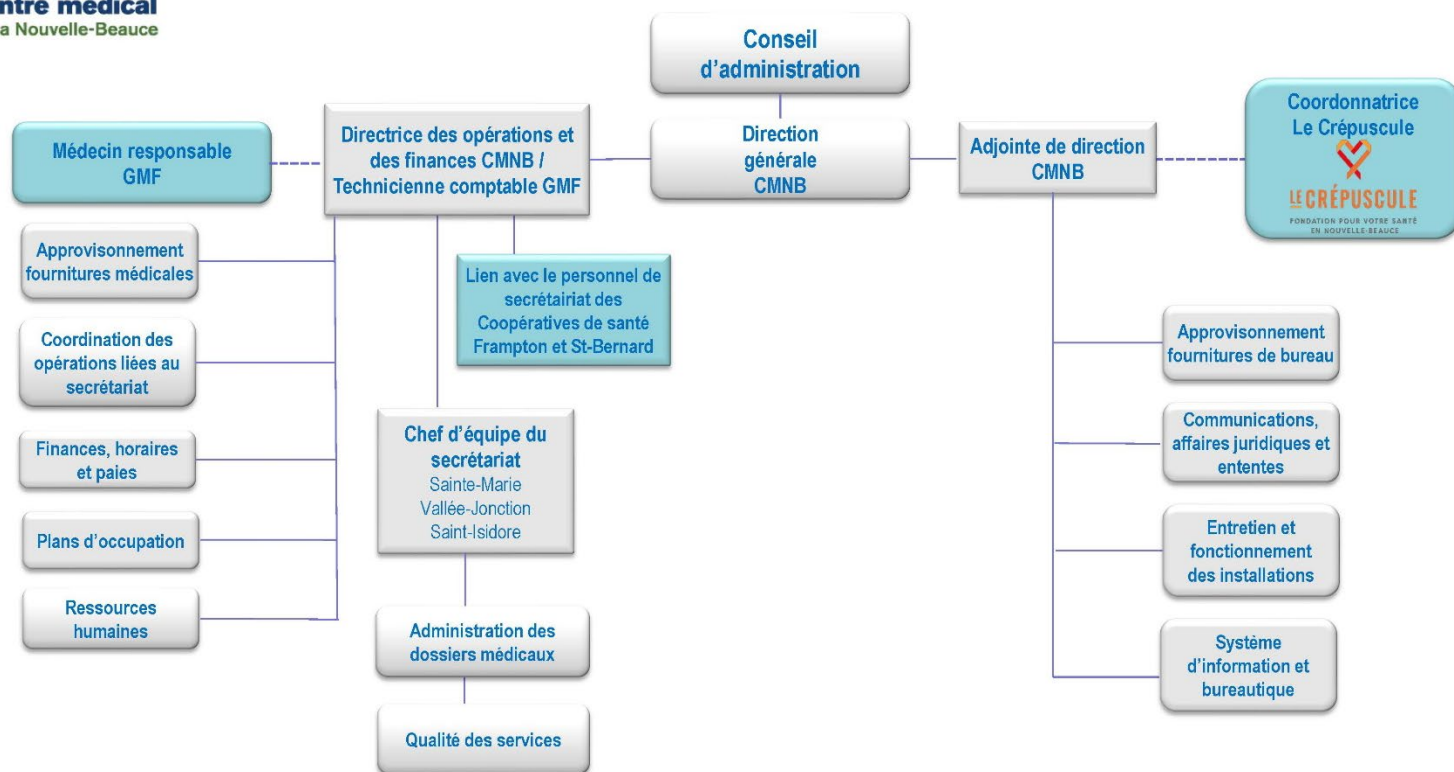 médical
a Nouvelle-Beauce
Conseil
d'administration
Médecin responsable
GMF
Directrice des opérations et
des finances CMNB /
Technicienne comptable GMF
Direction
générale
CMNB
Adjointe de direction
CMNB
Coordonnatrice
Le Crépuscule
LE CRÉPUSCULE
FONDATION POUR VOTRE SANTÉ
EN NOUVELLE-BEAUCE
Approvisonnement
fournitures médicales
Coordination des
opérations liées au
secrétariat
Finances, horaires
et paies
Plans d'occupation
Ressources
humaines
Lien avec le personnel de
secrétairiat des
Coopératives de santé
Frampton et St-Bernard
Chef d'équipe du
secrétariat
Sainte-Marie
Vallée-Jonction
Saint-Isidore
Administration des
dossiers médicaux
Qualité des services
Approvisonnement
fournitures de bureau
Communications,
affaires juridiques et
ententes
Entretien et
fonctionnement
des installations
Système
d'information et
bureautique